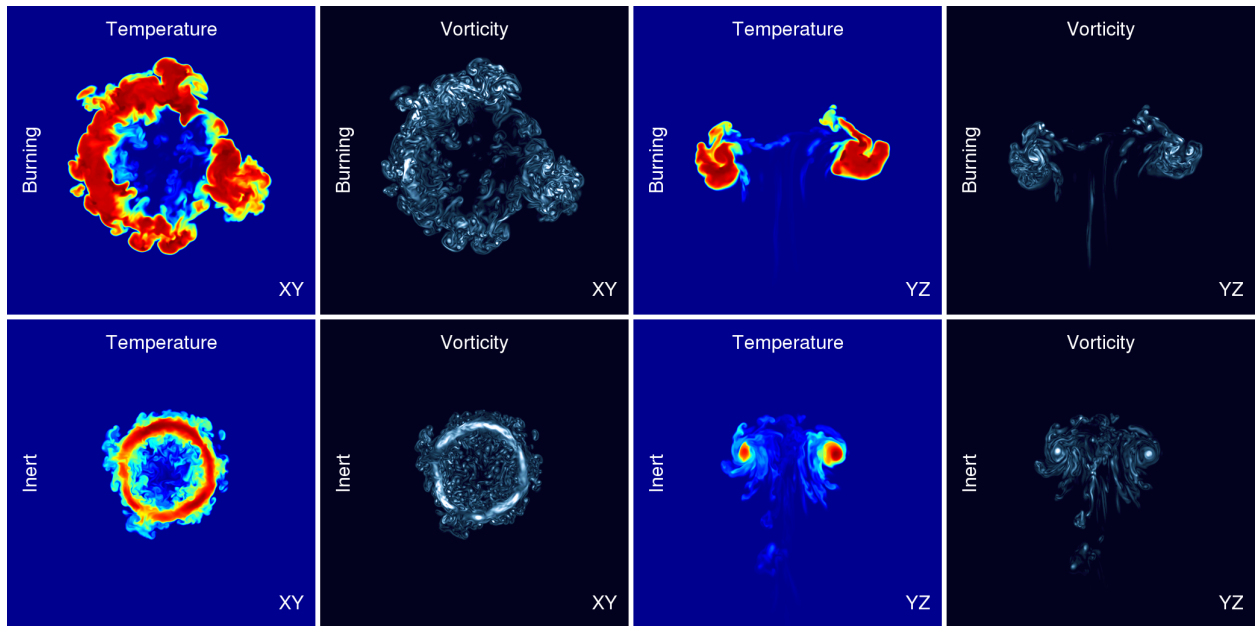 Temperature
Burning
XY
Vorticity
Burning
XY
Temperature
Burning
YZ
Vorticity
Burning
YZ
Temperature
Inert
XY
Vorticity
Inert
XY
Temperature
Inert
YZ
Vorticity
Inert
YZ